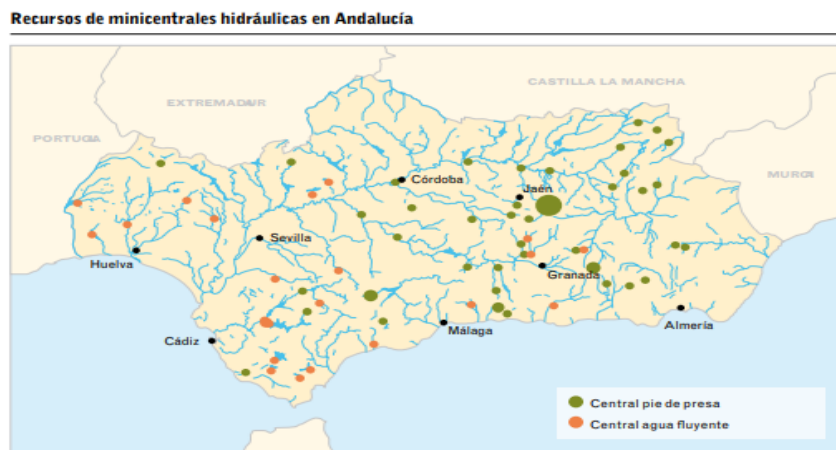 Recursos de minicentrales hidráulicas en Andalucía
CASTILLA LA MANCHA
EXTREMADUR
PORTUGA
MURCI
Córdoba
Jaén
Sevilla
Huelva
Granada
Almería
Málaga
Cádiz
Central pie de presa
Central agua fluyente